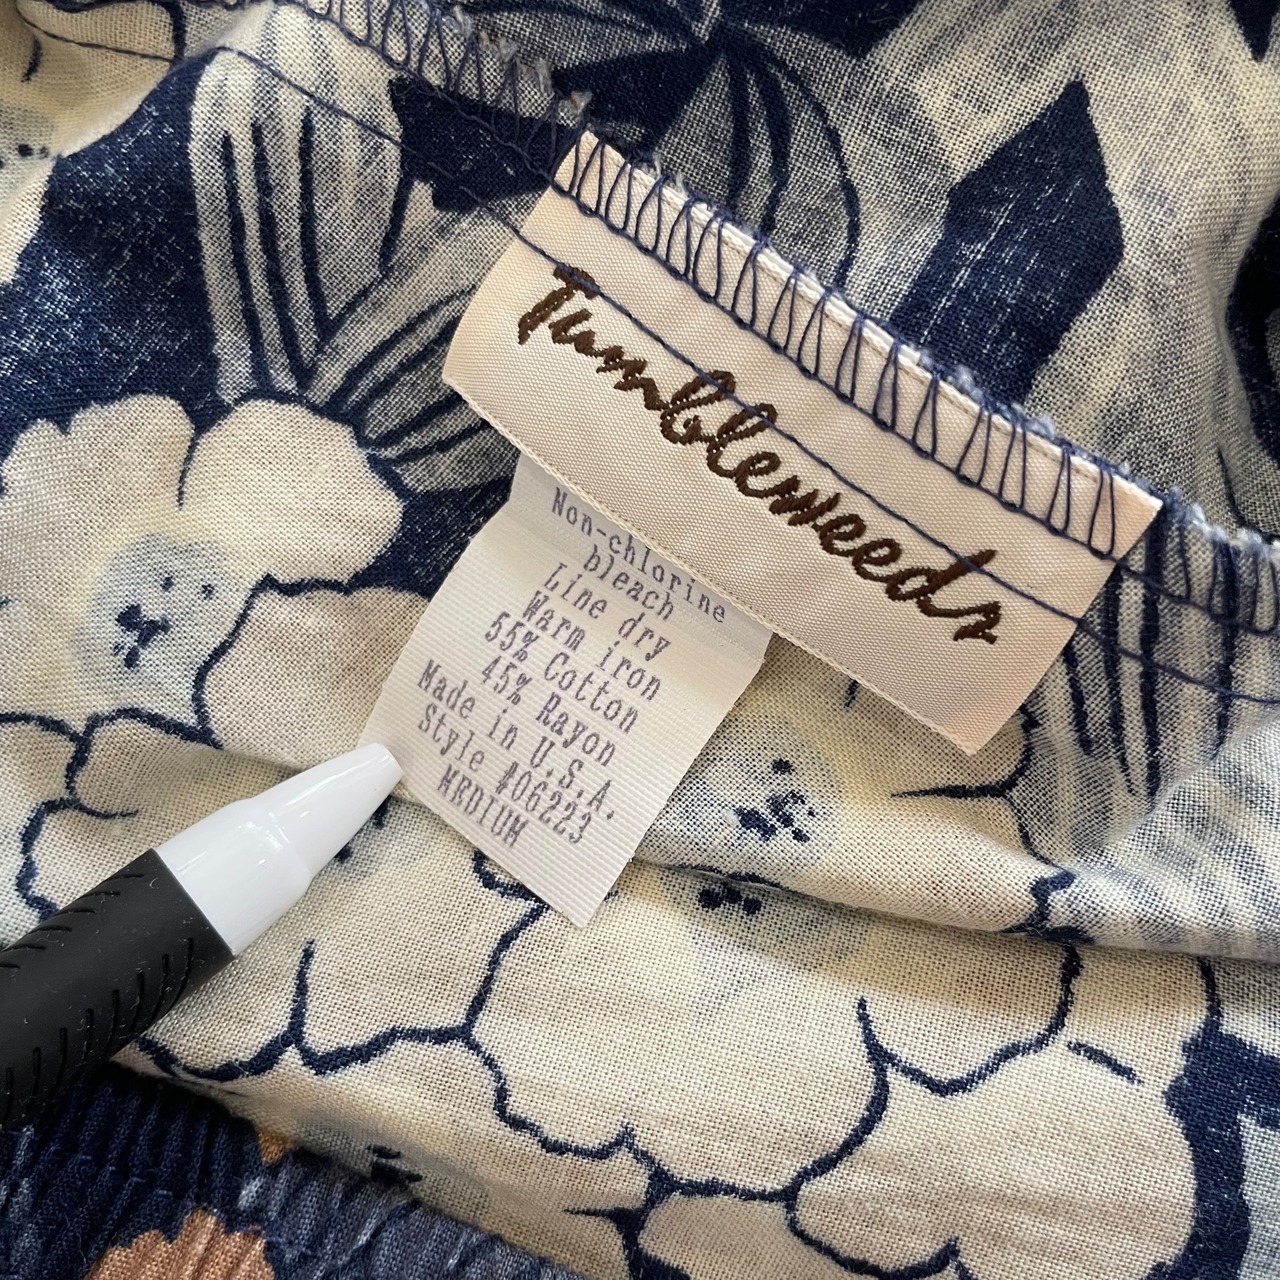 Tumbleweeds
Non-chlorine
bleach
Line dry
Warm iron
55% Cotton
45% Rayon
Made in U.S.A.
Style #06223
MEDIUM